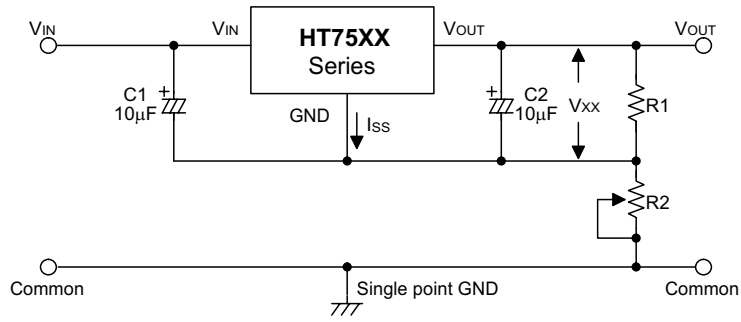 VIN
VIN
HT75XX
Series
VOUT
VOUT
C1
10μF
+
GND
ISS
+
C2
10μF
VXX
R1
R2
Common
Single point GND
Common